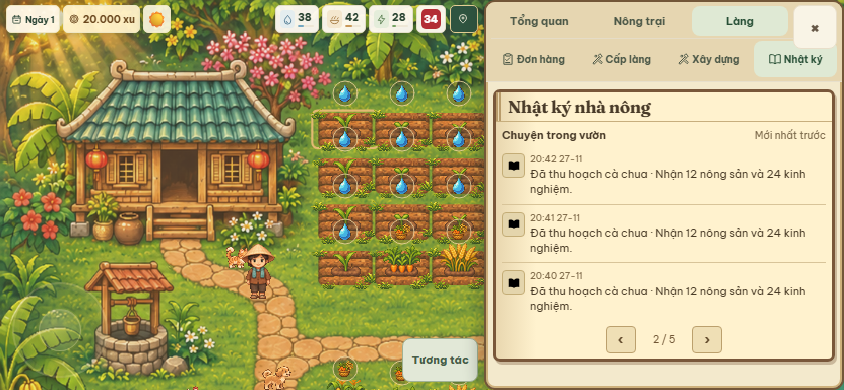 Ngày 1
20.000 xu
38
42
28
34
Tổng quan
Nông trại
Làng
×
Đơn hàng
Cấp làng
Xây dựng
Nhật ký
Nhật ký nhà nông
Chuyện trong vườn
Mới nhất trước
20:42 27-11
Đã thu hoạch cà chua · Nhận 12 nông sản và 24 kinh
nghiệm.
20:41 27-11
Đã thu hoạch cà chua · Nhận 12 nông sản và 24 kinh
nghiệm.
20:40 27-11
Đã thu hoạch cà chua · Nhận 12 nông sản và 24 kinh
nghiệm.
‹ 2 / 5 ›
Tương tác